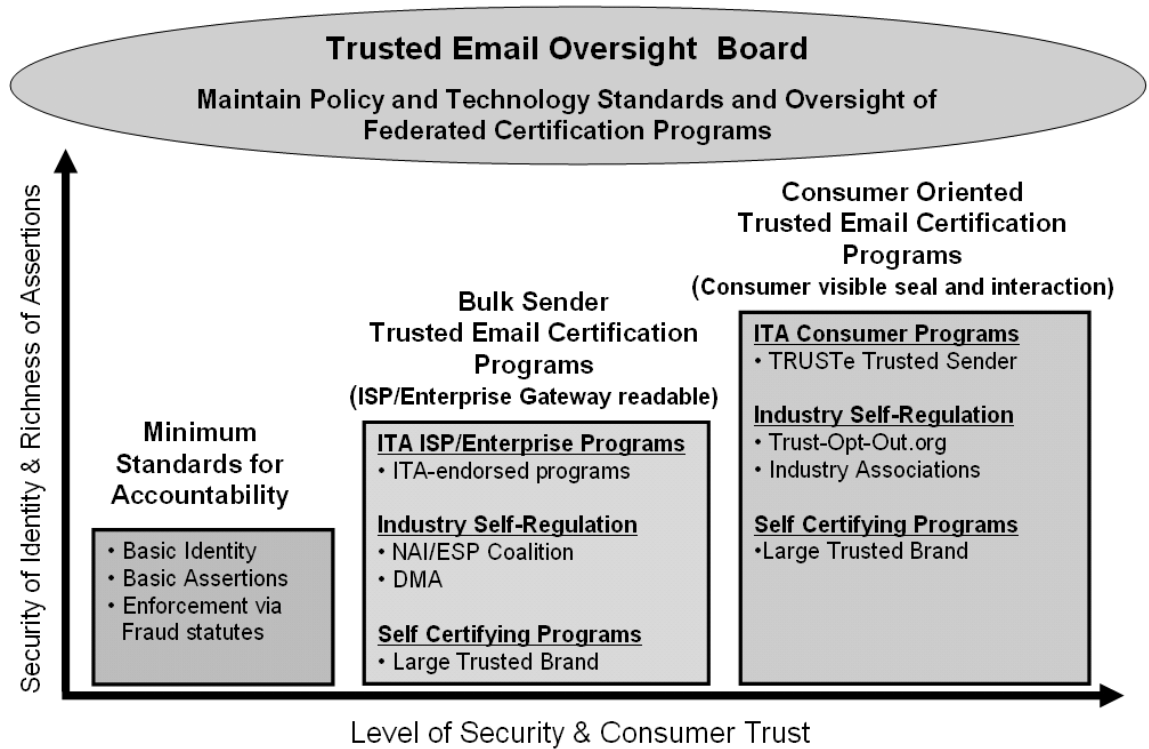 Trusted Email Oversight Board
Maintain Policy and Technology Standards and Oversight of
Federated Certification Programs
Security of Identity & Richness of Assertions
Minimum
Standards for
Accountability
• Basic Identity
• Basic Assertions
• Enforcement via
Fraud statutes
Bulk Sender
Trusted Email Certification
Programs
(ISP/Enterprise Gateway readable)
ITA ISP/Enterprise Programs
• ITA-endorsed programs
Industry Self-Regulation
• NAI/ESP Coalition
• DMA
Self Certifying Programs
• Large Trusted Brand
Consumer Oriented
Trusted Email Certification
Programs
(Consumer visible seal and interaction)
ITA Consumer Programs
• TRUSTe Trusted Sender
Industry Self-Regulation
• Trust-Opt-Out.org
• Industry Associations
Self Certifying Programs
•Large Trusted Brand
Level of Security & Consumer Trust